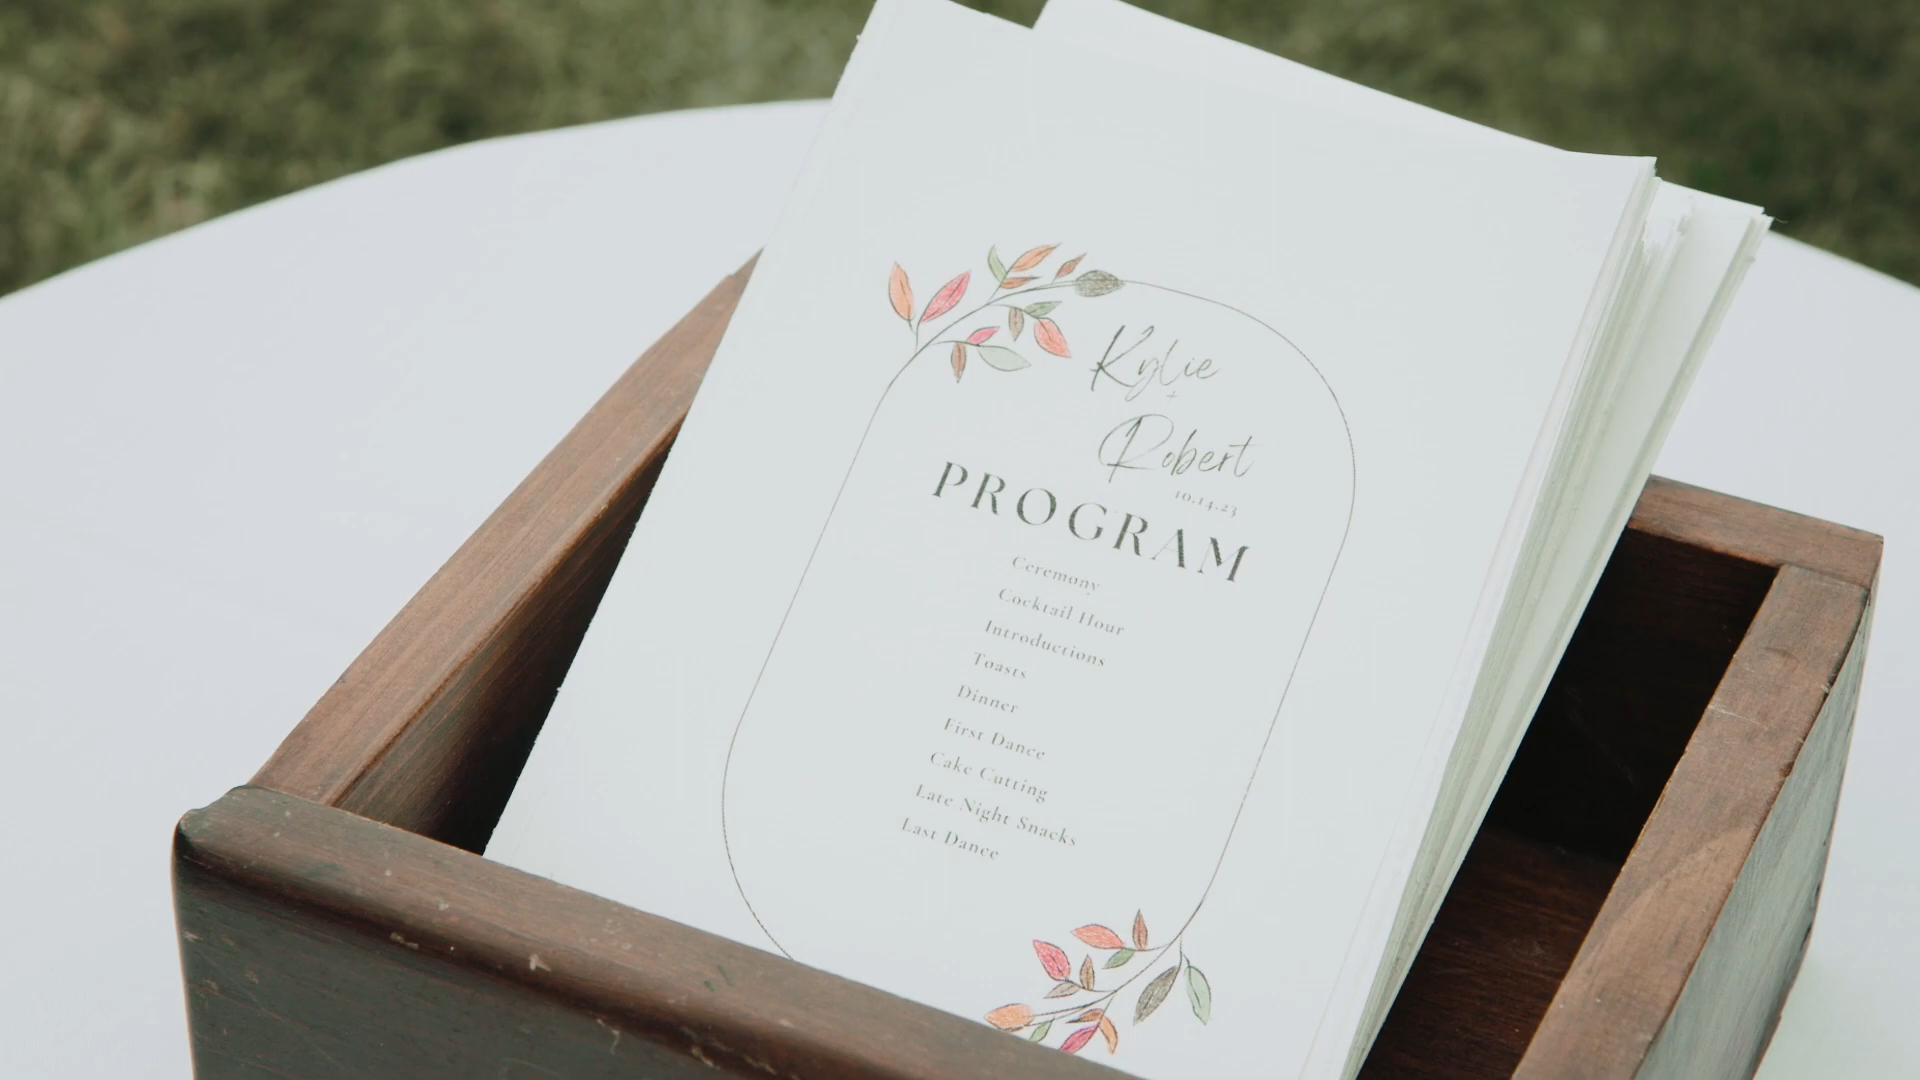 Kylie
+
Robert
10.14.23
PROGRAM
Ceremony
Cocktail Hour
Introductions
Toasts
Dinner
First Dance
Cake Cutting
Late Night Snacks
Last Dance